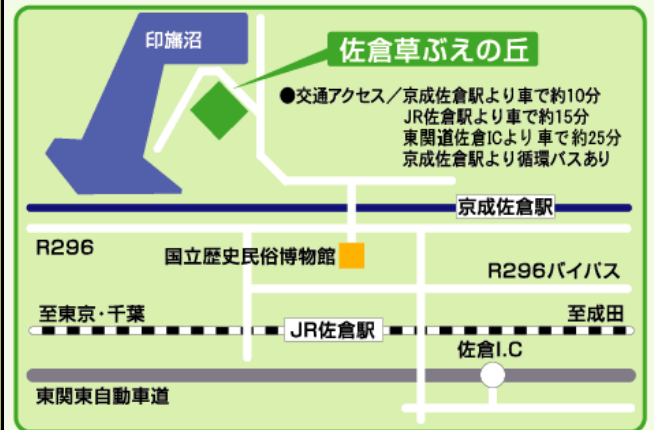 印旛沼
佐倉草ぶえの丘
●交通アクセス／京成佐倉駅より車で約10分
JR佐倉駅より車で約15分
東関道佐倉ICより車で約25分
京成佐倉駅より循環バスあり
京成佐倉駅
R296
国立歴史民俗博物館
R296バイパス
至東京・千葉
至成田
JR佐倉駅
佐倉I.C
東関東自動車道